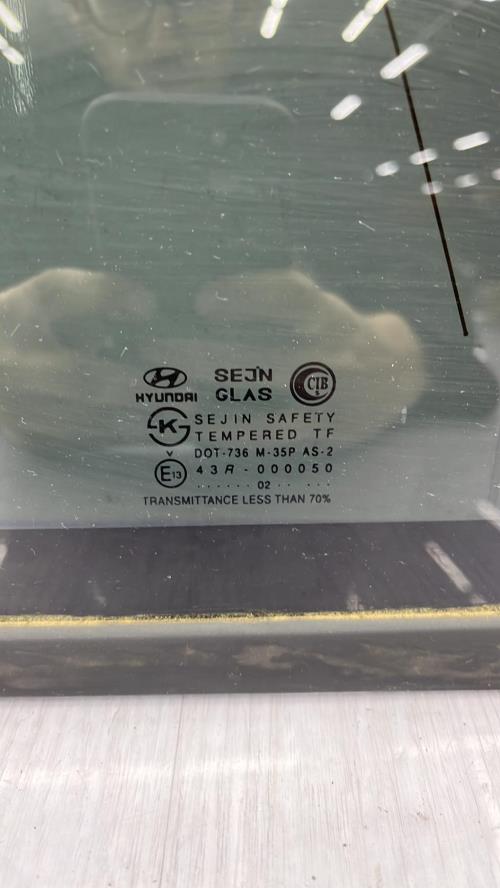 HYUNDAI
SEJN
GLAS
CIB
S
K
SEJIN SAFETY
TEMPERED TF
V
DOT-736 M-35P AS-2
E13
43R-000050
. . . . . . 02 . . . . . .
TRANSMITTANCE LESS THAN 70%